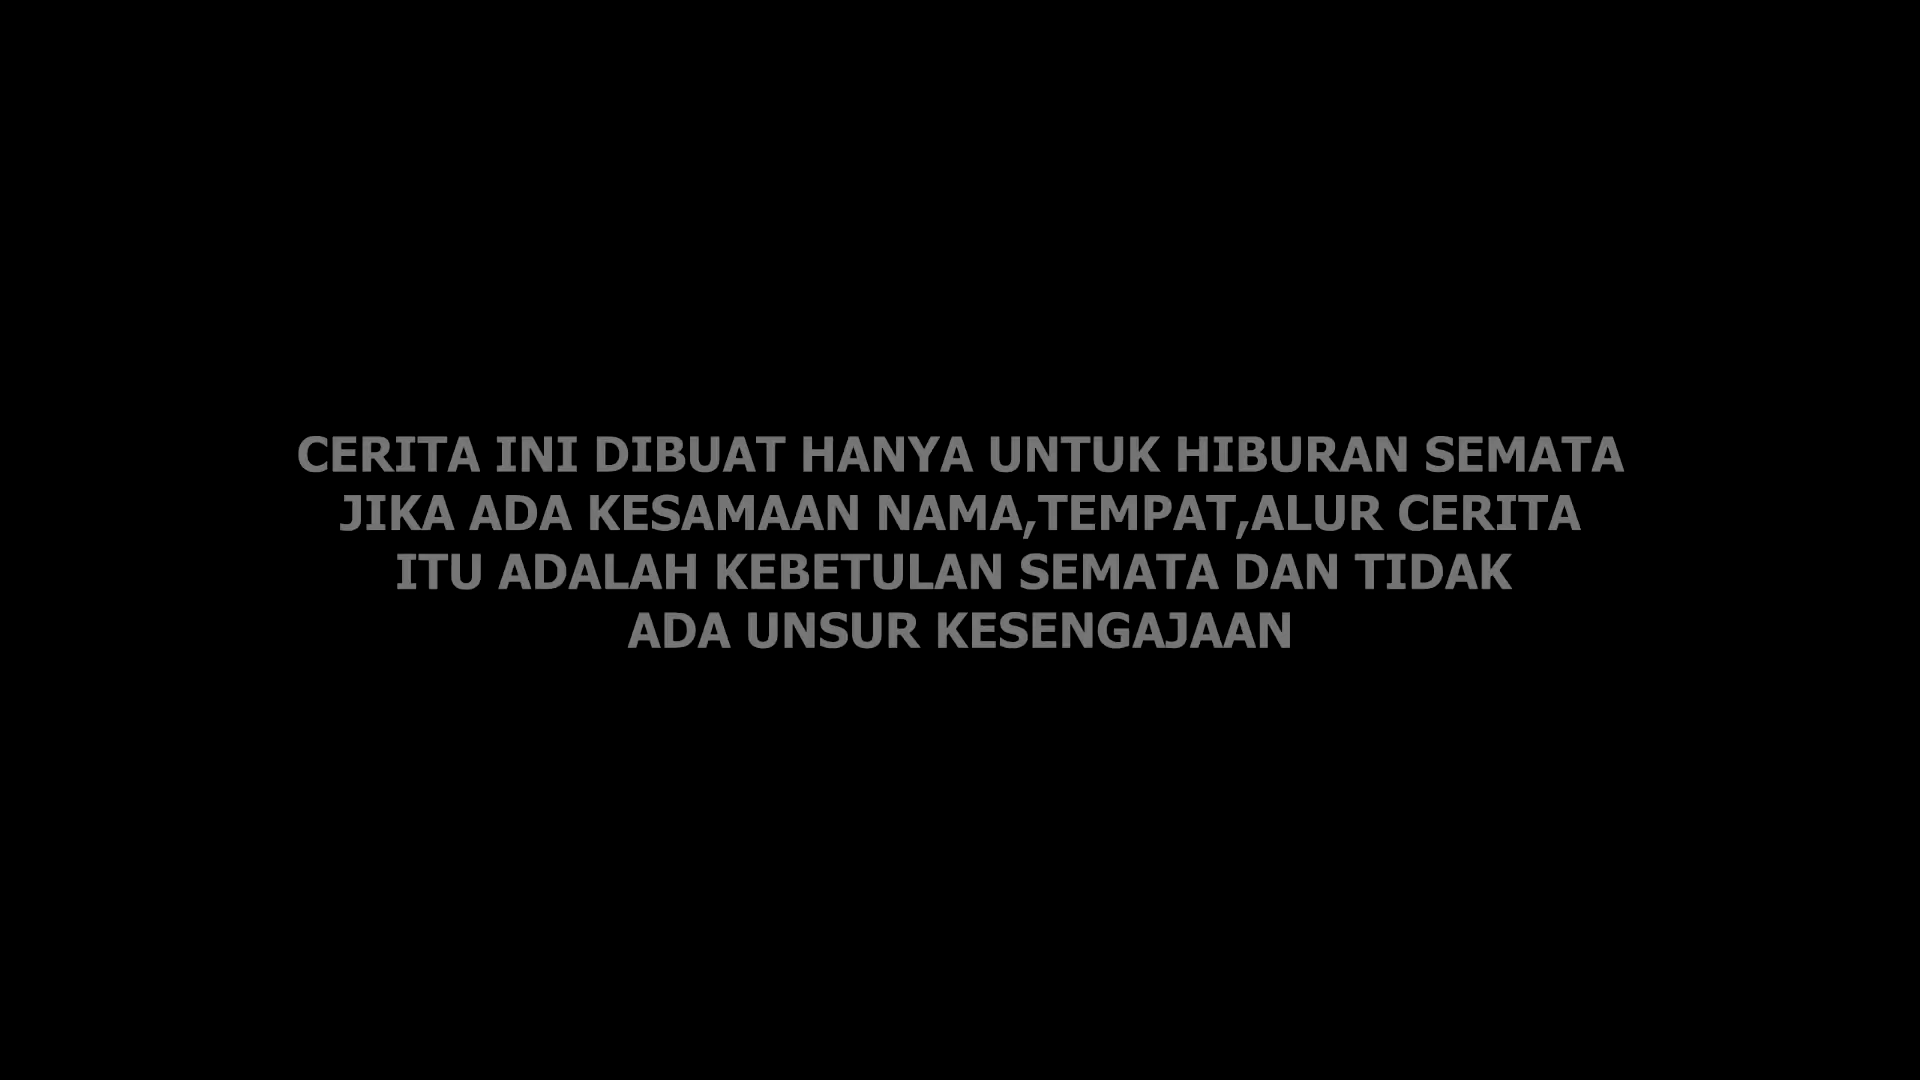 CERITA INI DIBUAT HANYA UNTUK HIBURAN SEMATA
JIKA ADA KESAMAAN NAMA,TEMPAT,ALUR CERITA
ITU ADALAH KEBETULAN SEMATA DAN TIDAK
ADA UNSUR KESENGAJAAN